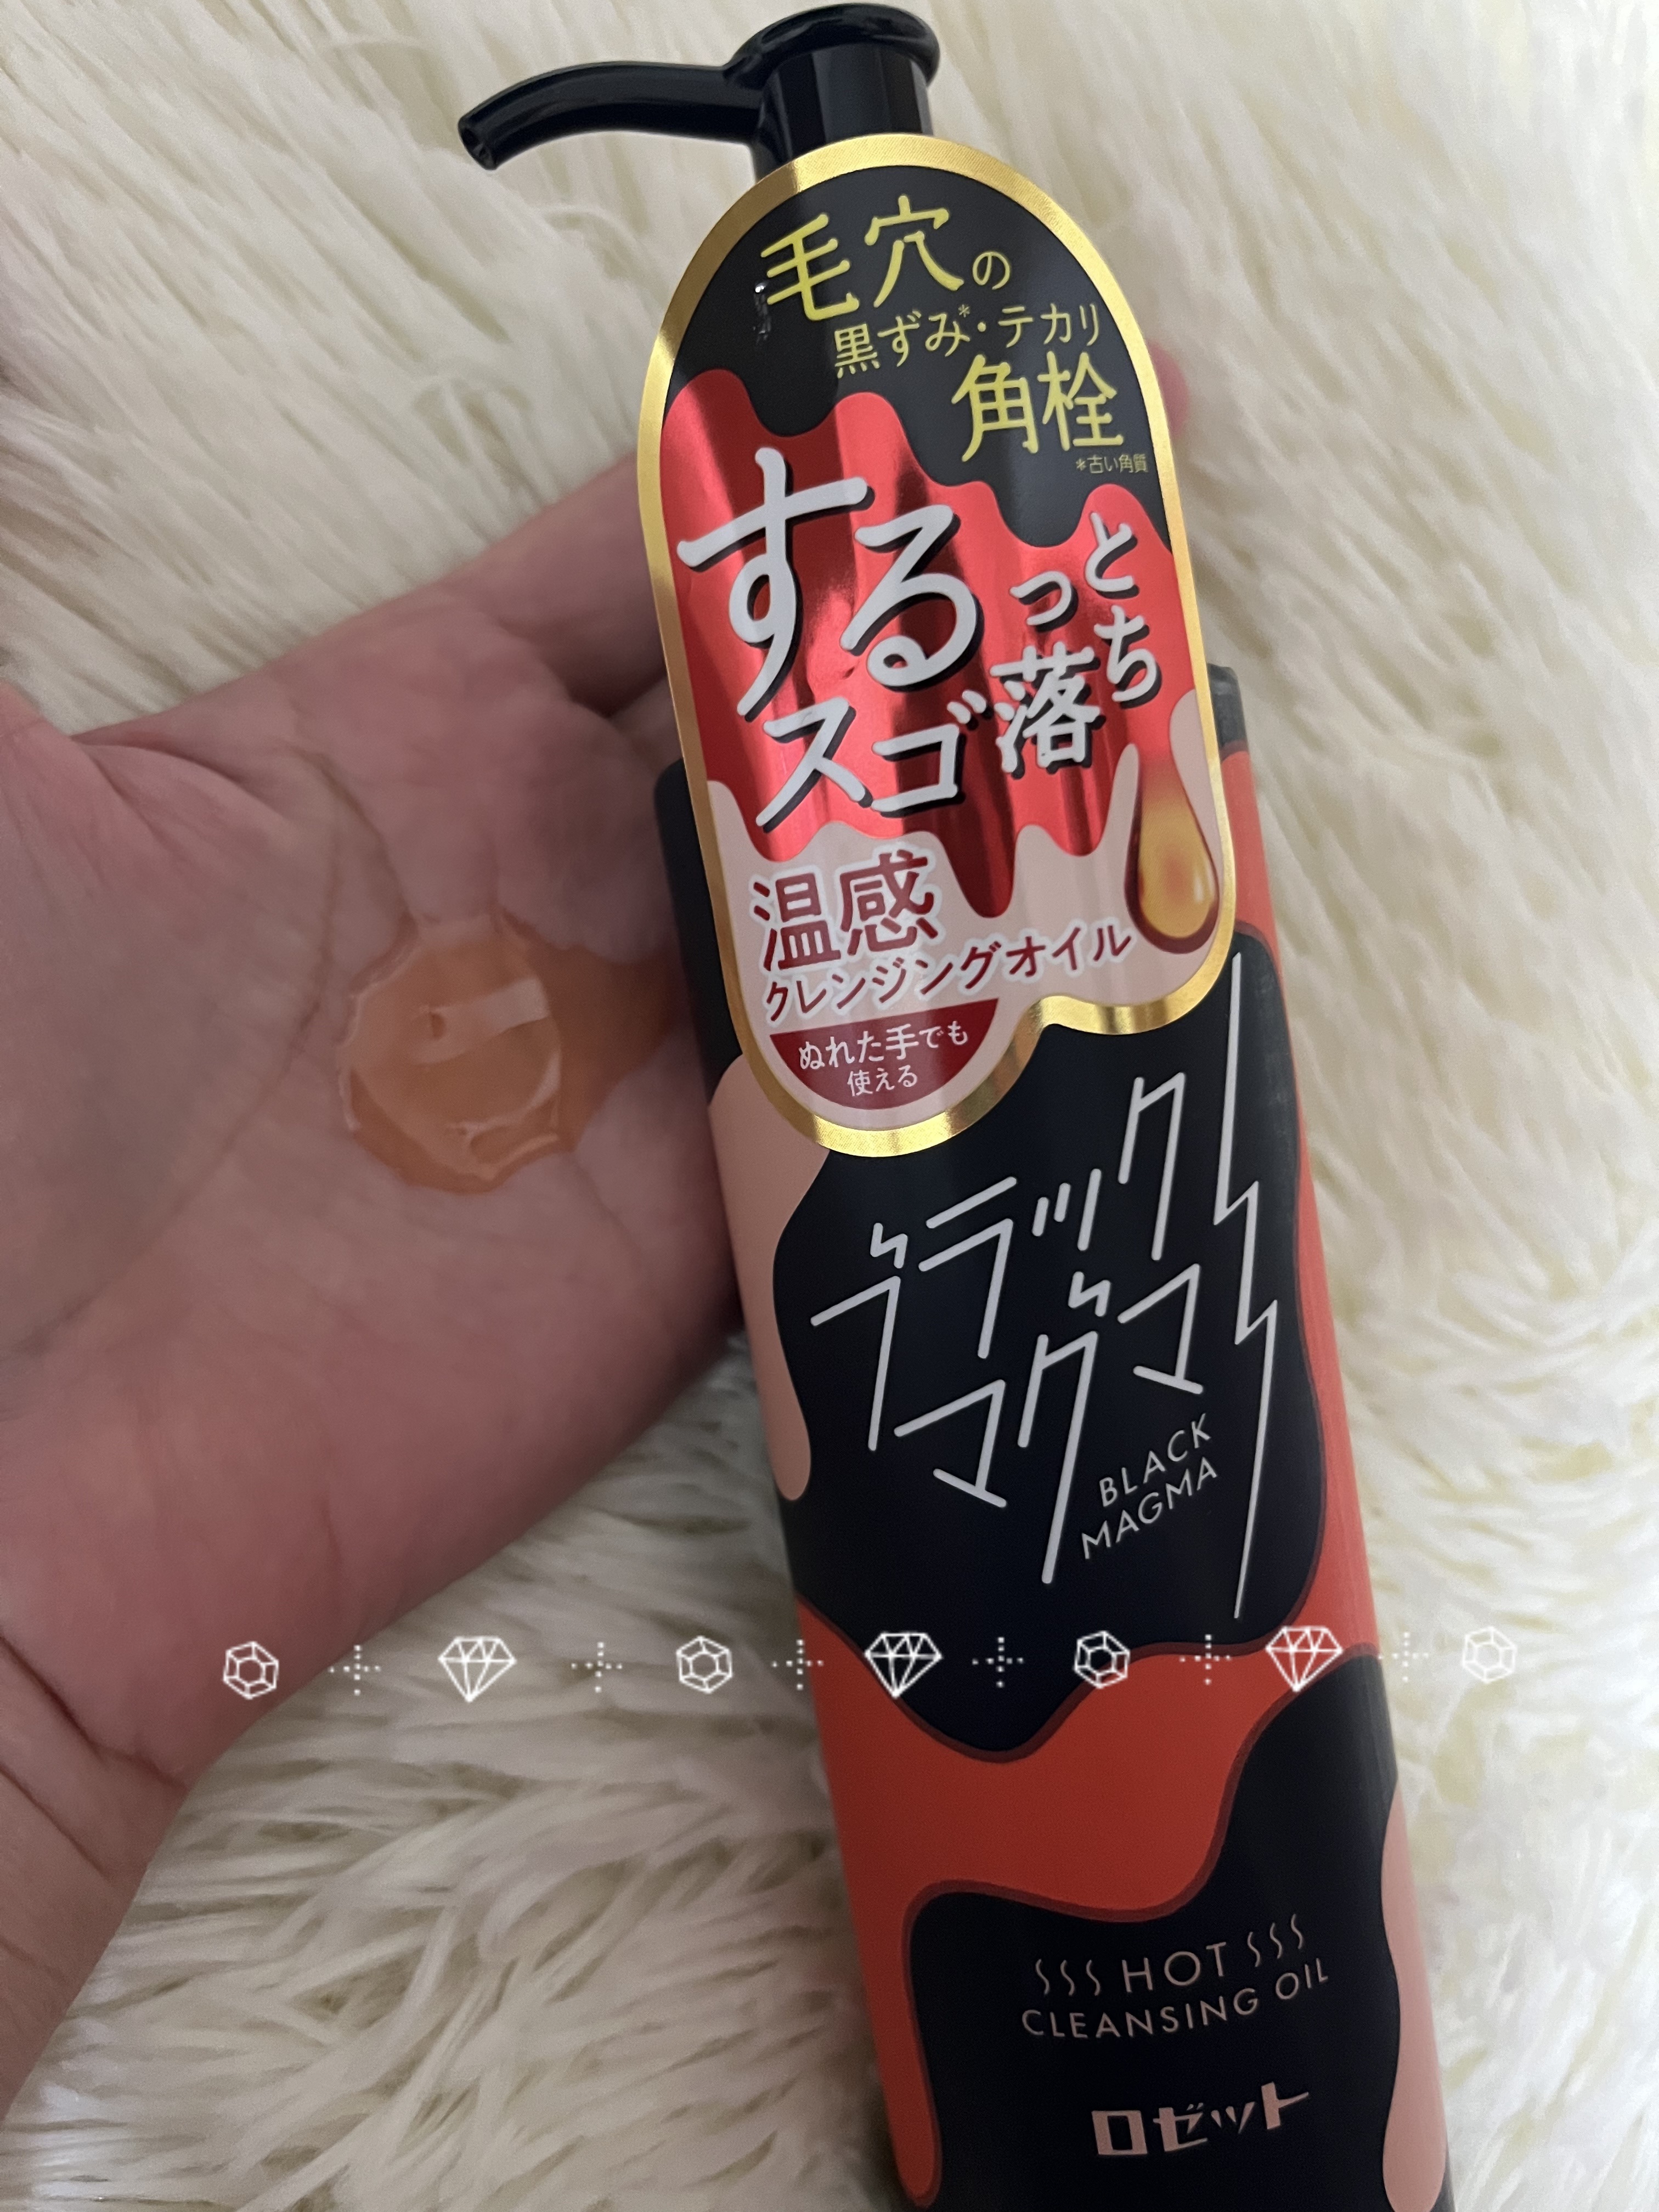 毛穴の
黒ずみ*・テカリ
角栓
*古い角質
するっと
スゴ落ち
温感
クレンジングオイル
ぬれた手でも
使える
ブラック
マグマ
BLACK
MAGMA
HOT
CLEANSING OIL
ロゼット